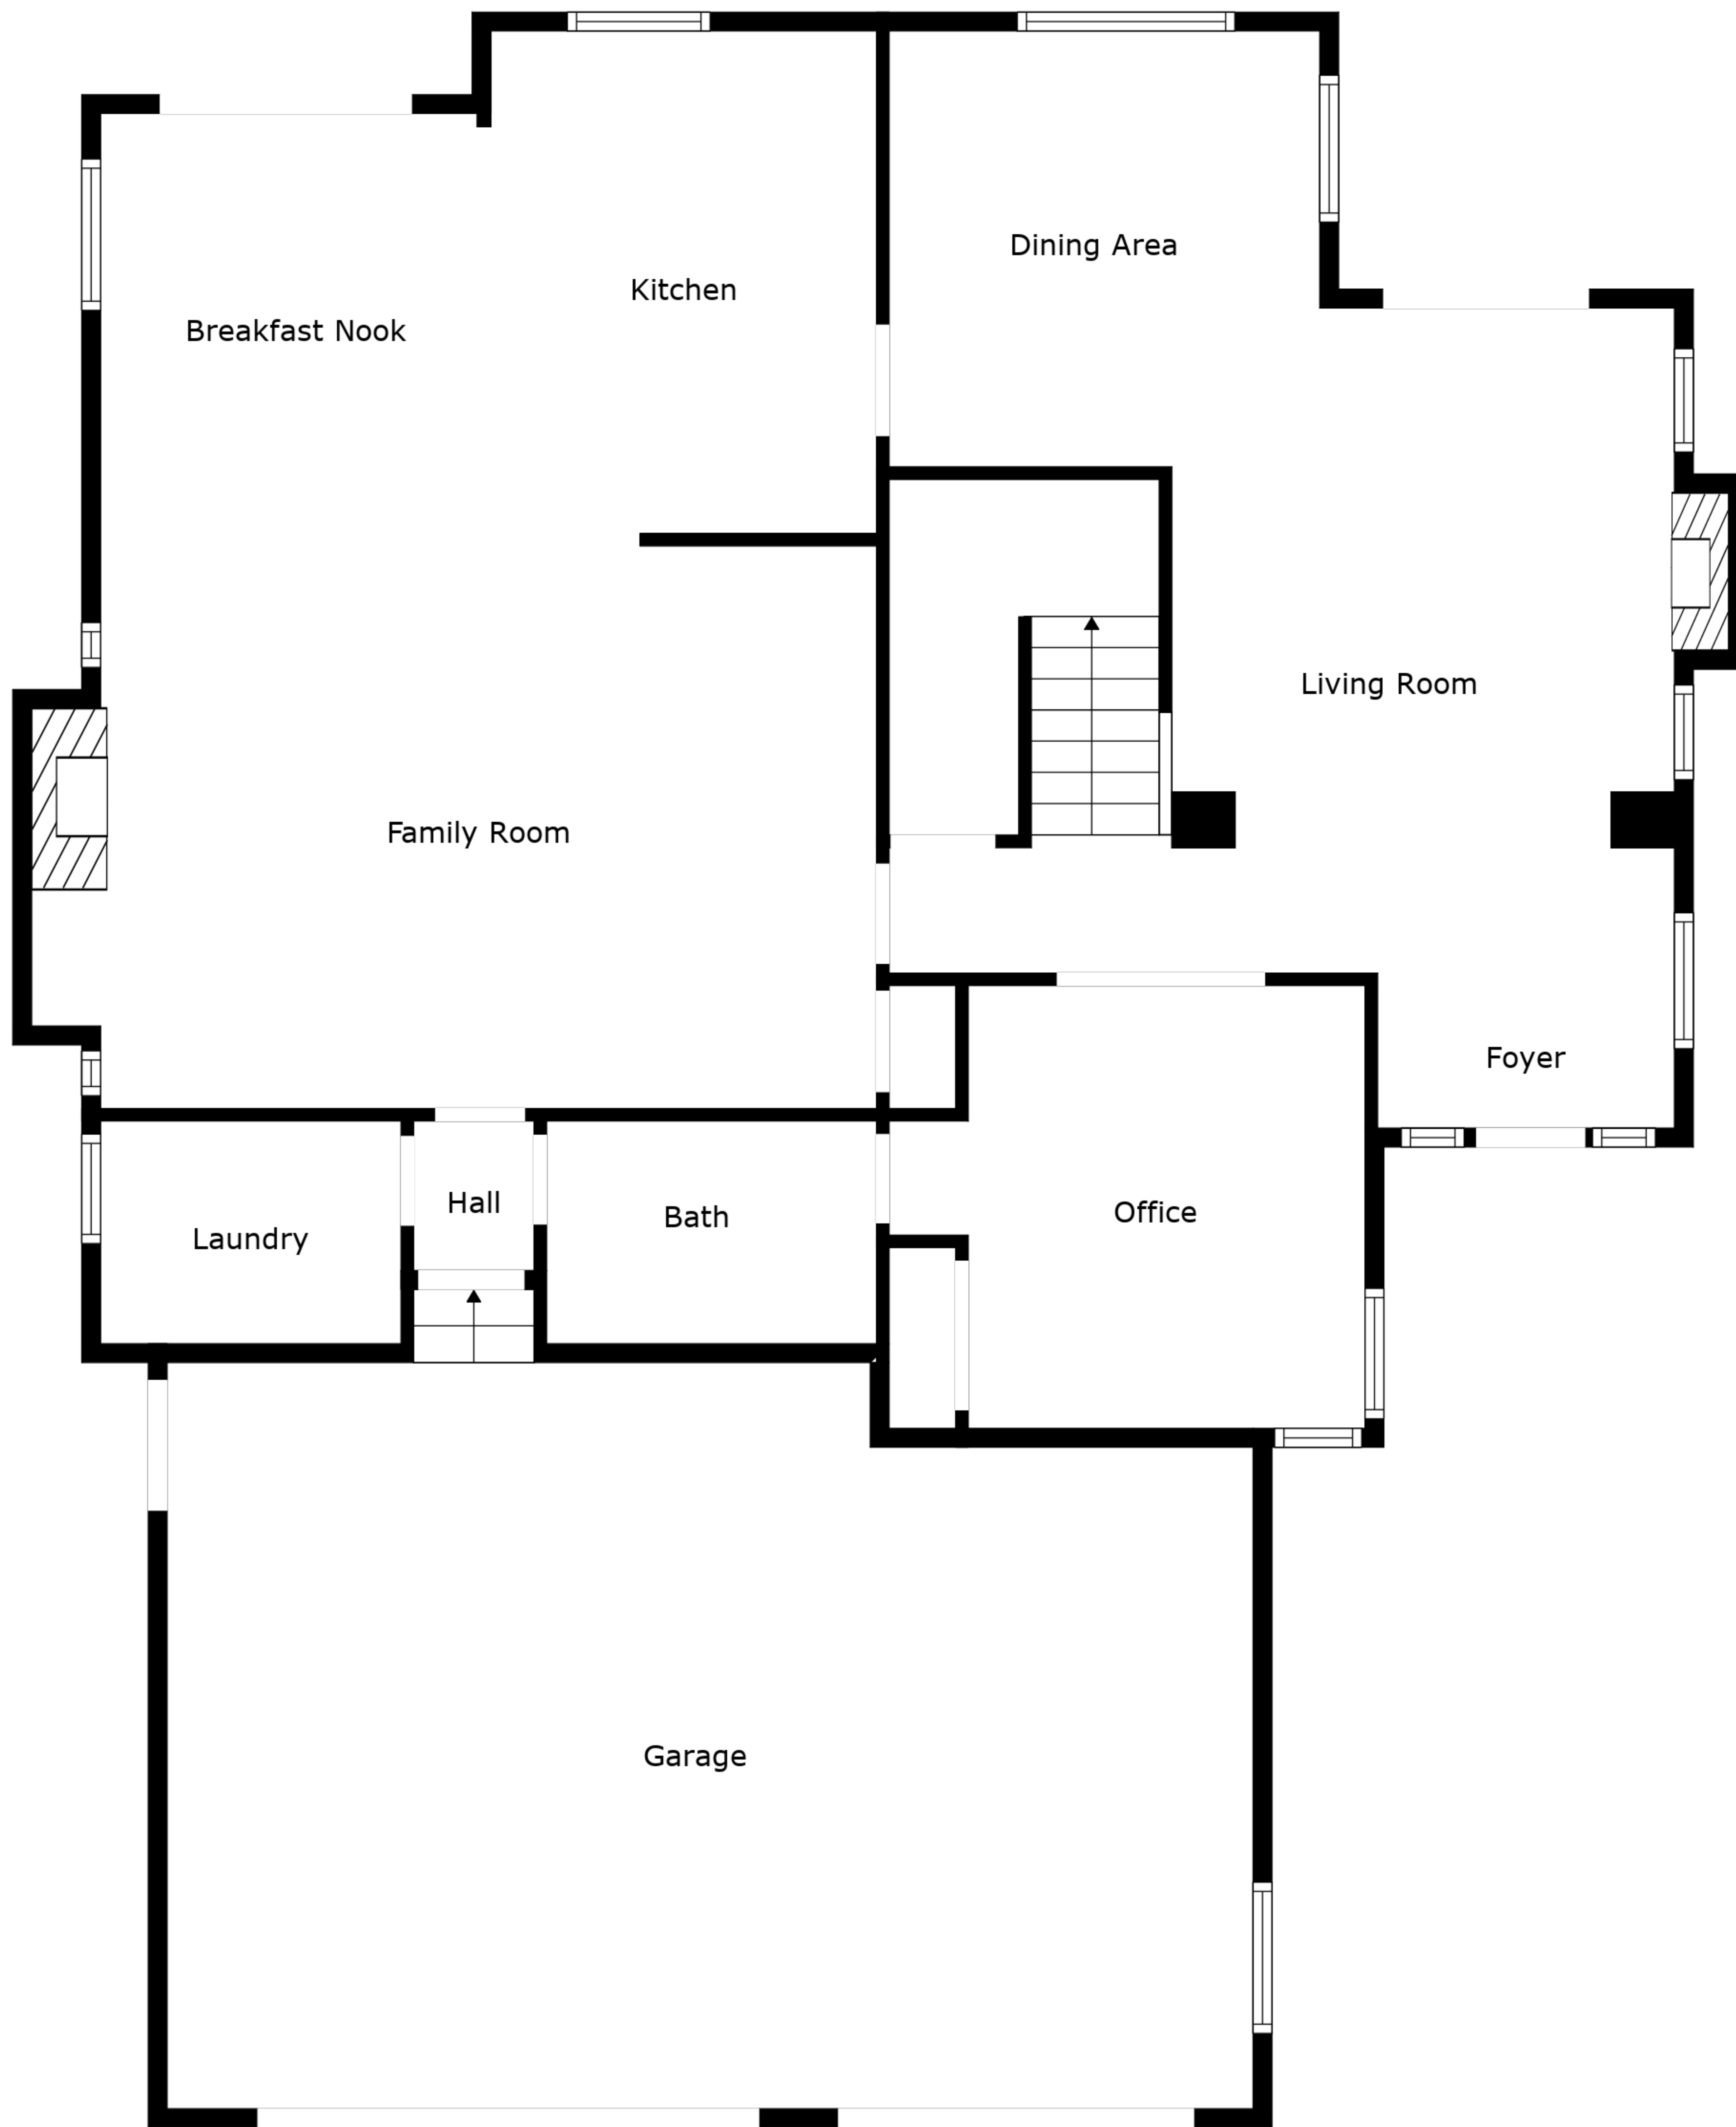 Dining Area
Kitchen
Breakfast Nook
Living Room
Family Room
Foyer
Hall
Bath
Office
Laundry
Garage